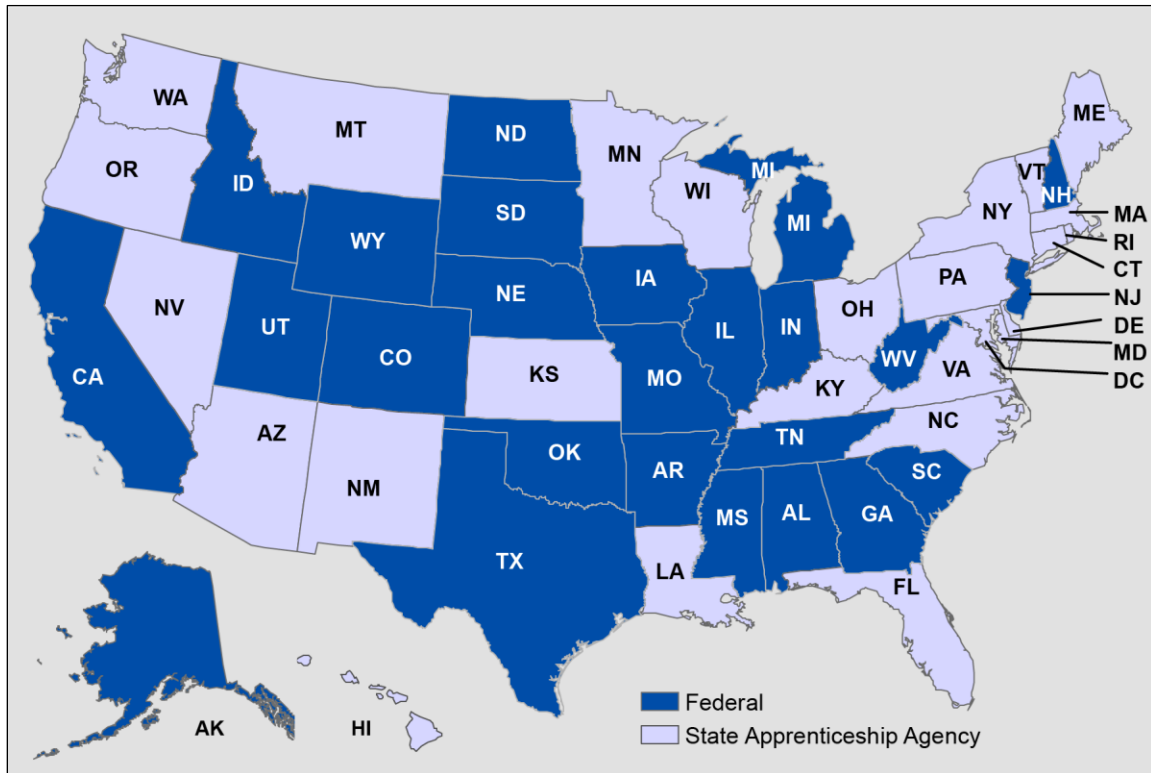 WA
MT
ND
MN
ME
OR
ID
SD
WI
MI
MI
VT
NH
NY
MA
RI
CT
NJ
DE
MD
DC
WY
IA
PA
NV
UT
NE
IL
IN
OH
CO
WV
VA
CA
KS
MO
KY
AZ
NM
OK
TN
NC
AR
SC
MS
AL
GA
TX
LA
FL
AK
HI
Federal
State Apprenticeship Agency